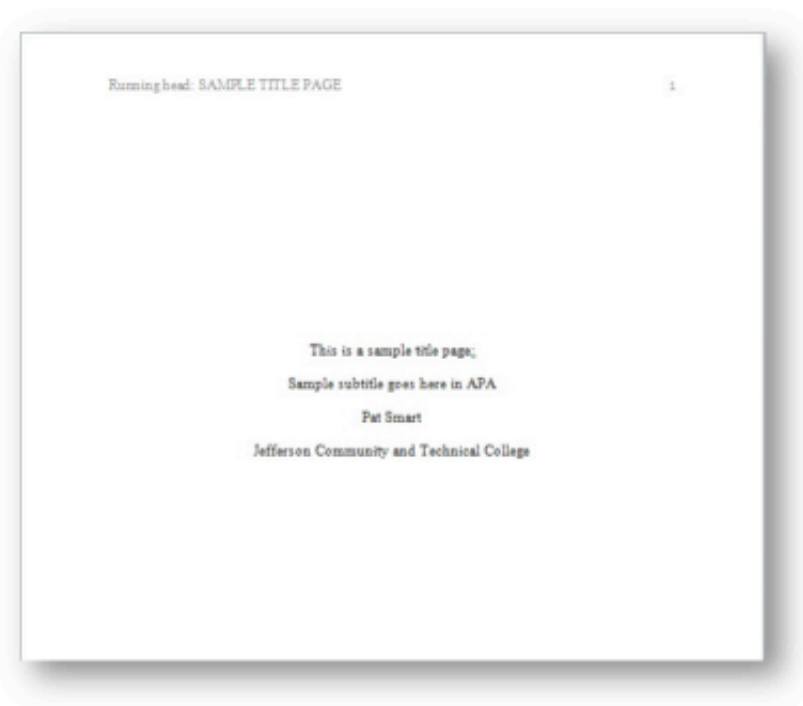 Running head: SAMPLE TITLE PAGE 1
This is a sample title page;
Sample subtitle goes here in APA
Pat Smart
Jefferson Community and Technical College